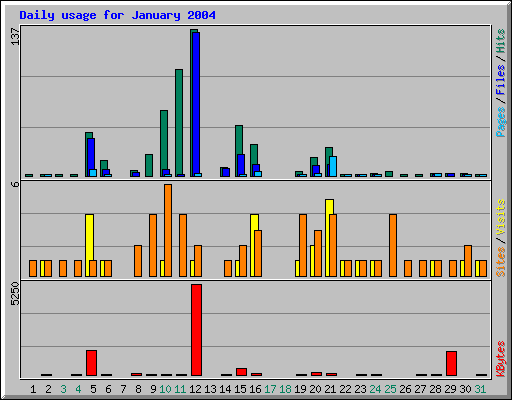 Daily usage for January 2004
137
Pages / Files / Hits
6
Sites / Visits
5250
KBytes
1 2 3 4 5 6 7 8 9 10 11 12 13 14 15 16 17 18 19 20 21 22 23 24 25 26 27 28 29 30 31